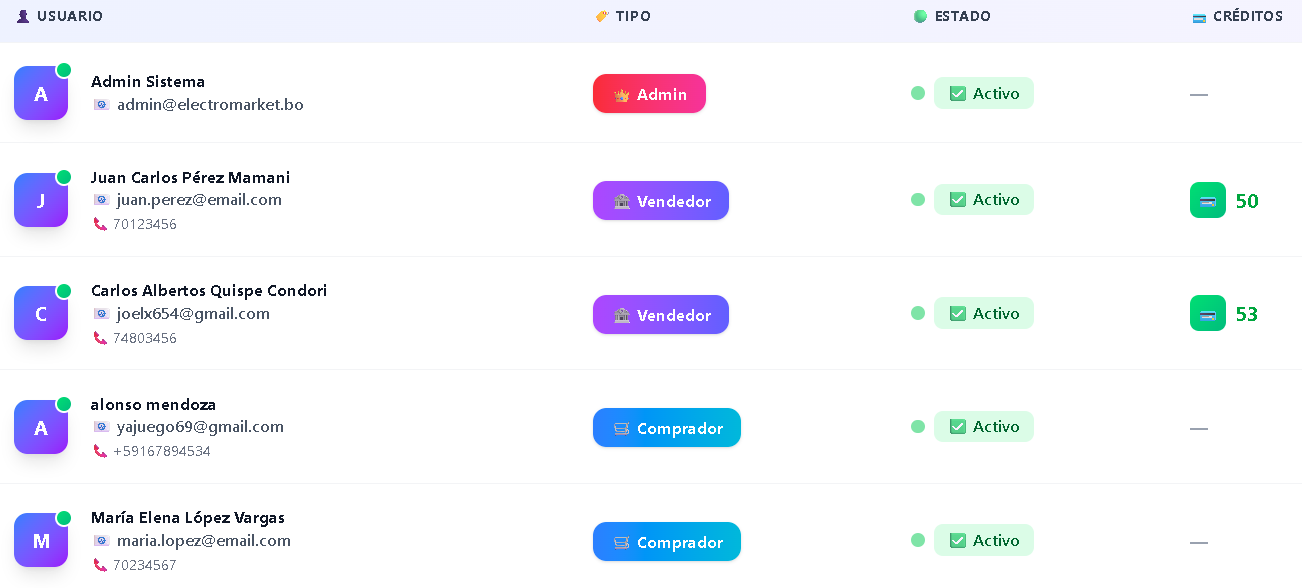 USUARIO TIPO ESTADO CRÉDITOS
A
Admin Sistema
admin@electromarket.bo
Admin
Activo
—
J
Juan Carlos Pérez Mamani
juan.perez@email.com
70123456
Vendedor
Activo
50
C
Carlos Albertos Quispe Condori
joelx654@gmail.com
74803456
Vendedor
Activo
53
A
alonso mendoza
yajuego69@gmail.com
+59167894534
Comprador
Activo
—
M
María Elena López Vargas
maria.lopez@email.com
70234567
Comprador
Activo
—